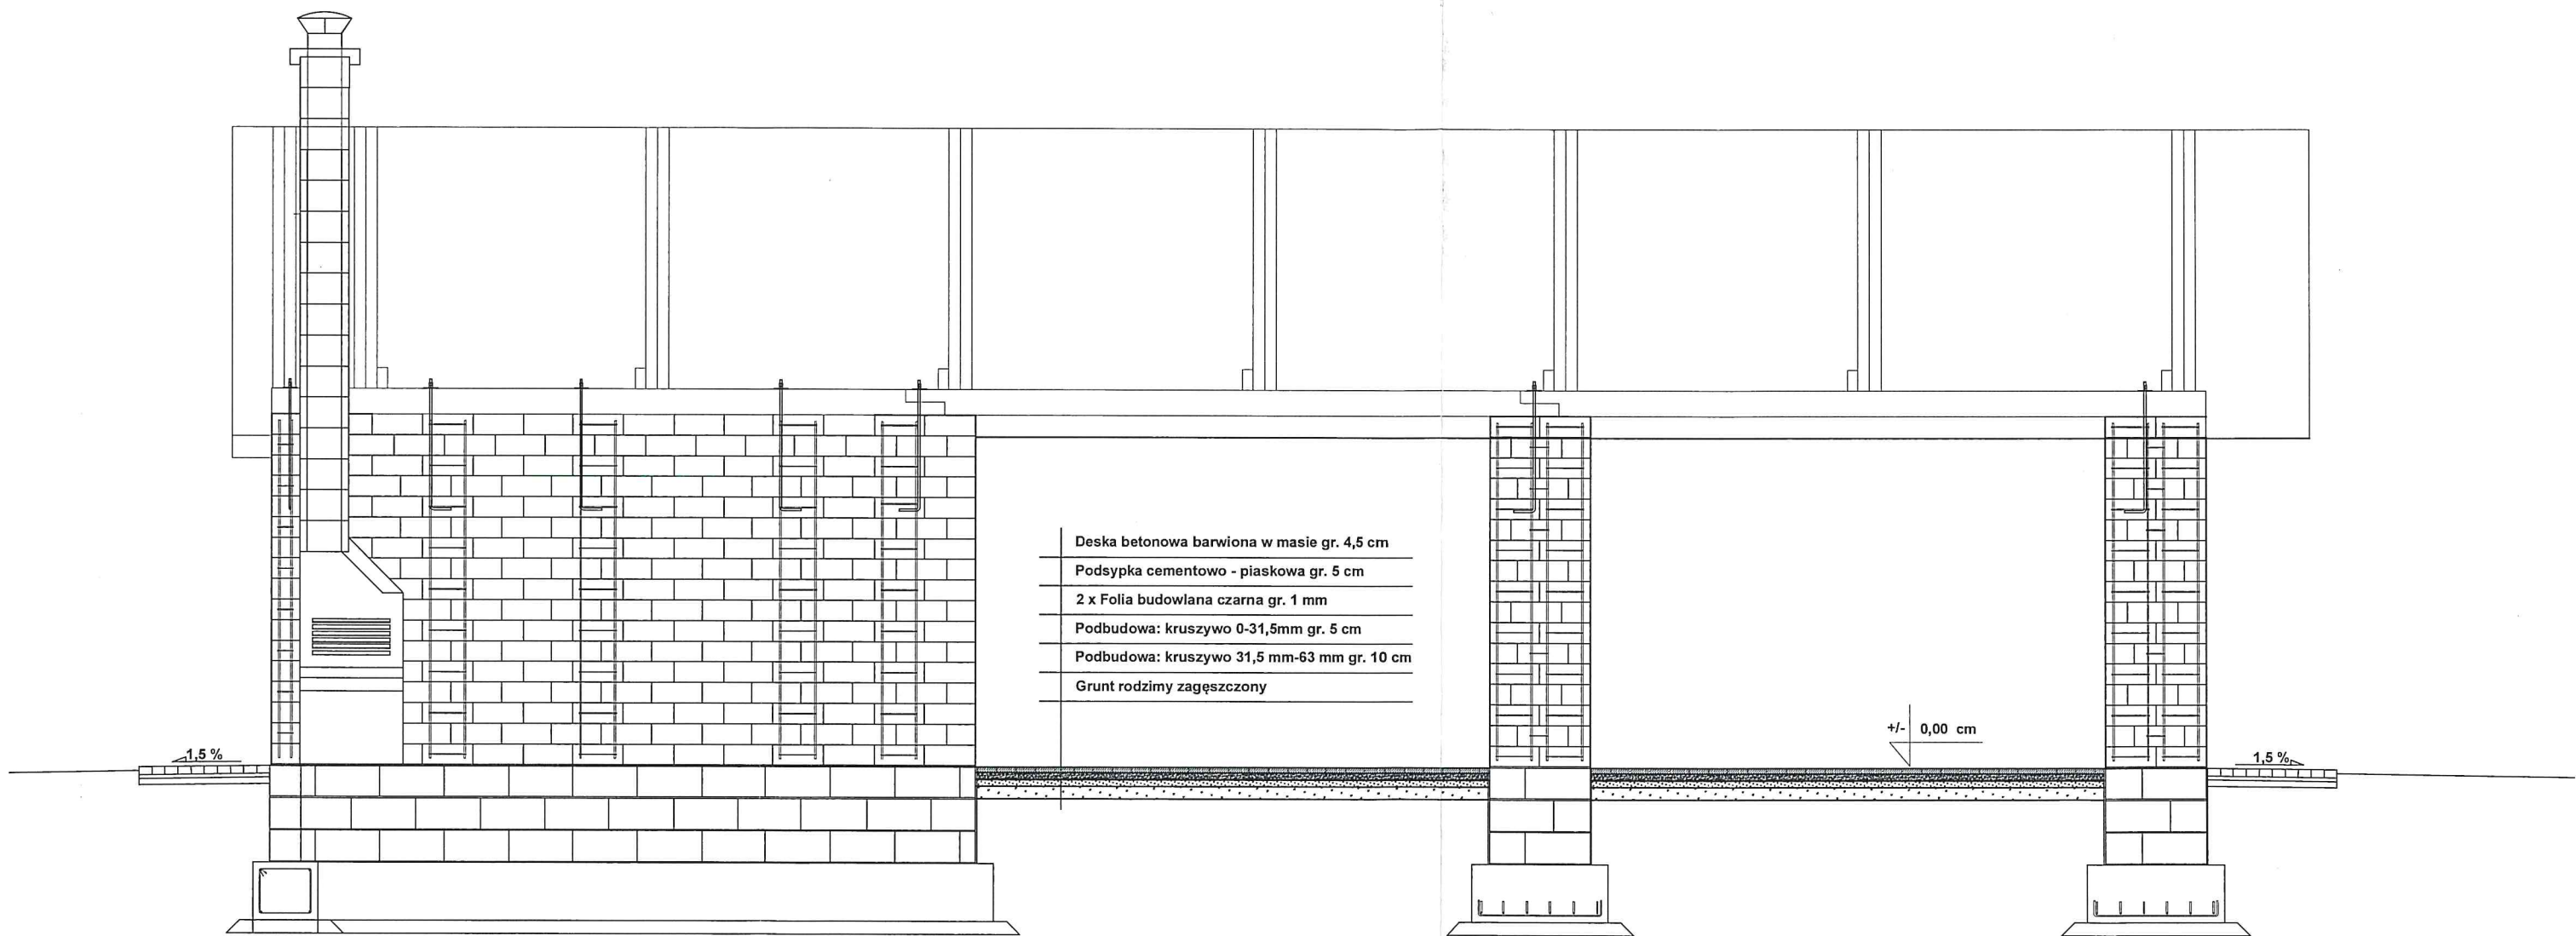 Deska betonowa barwiona w masie gr. 4,5 cm
Podsypka cementowo - piaskowa gr. 5 cm
2 x Folia budowlana czarna gr. 1 mm
Podbudowa: kruszywo 0-31,5mm gr. 5 cm
Podbudowa: kruszywo 31,5 mm-63 mm gr. 10 cm
Grunt rodzimy zagęszczony
+/- 0,00 cm
1,5 %
1,5 %